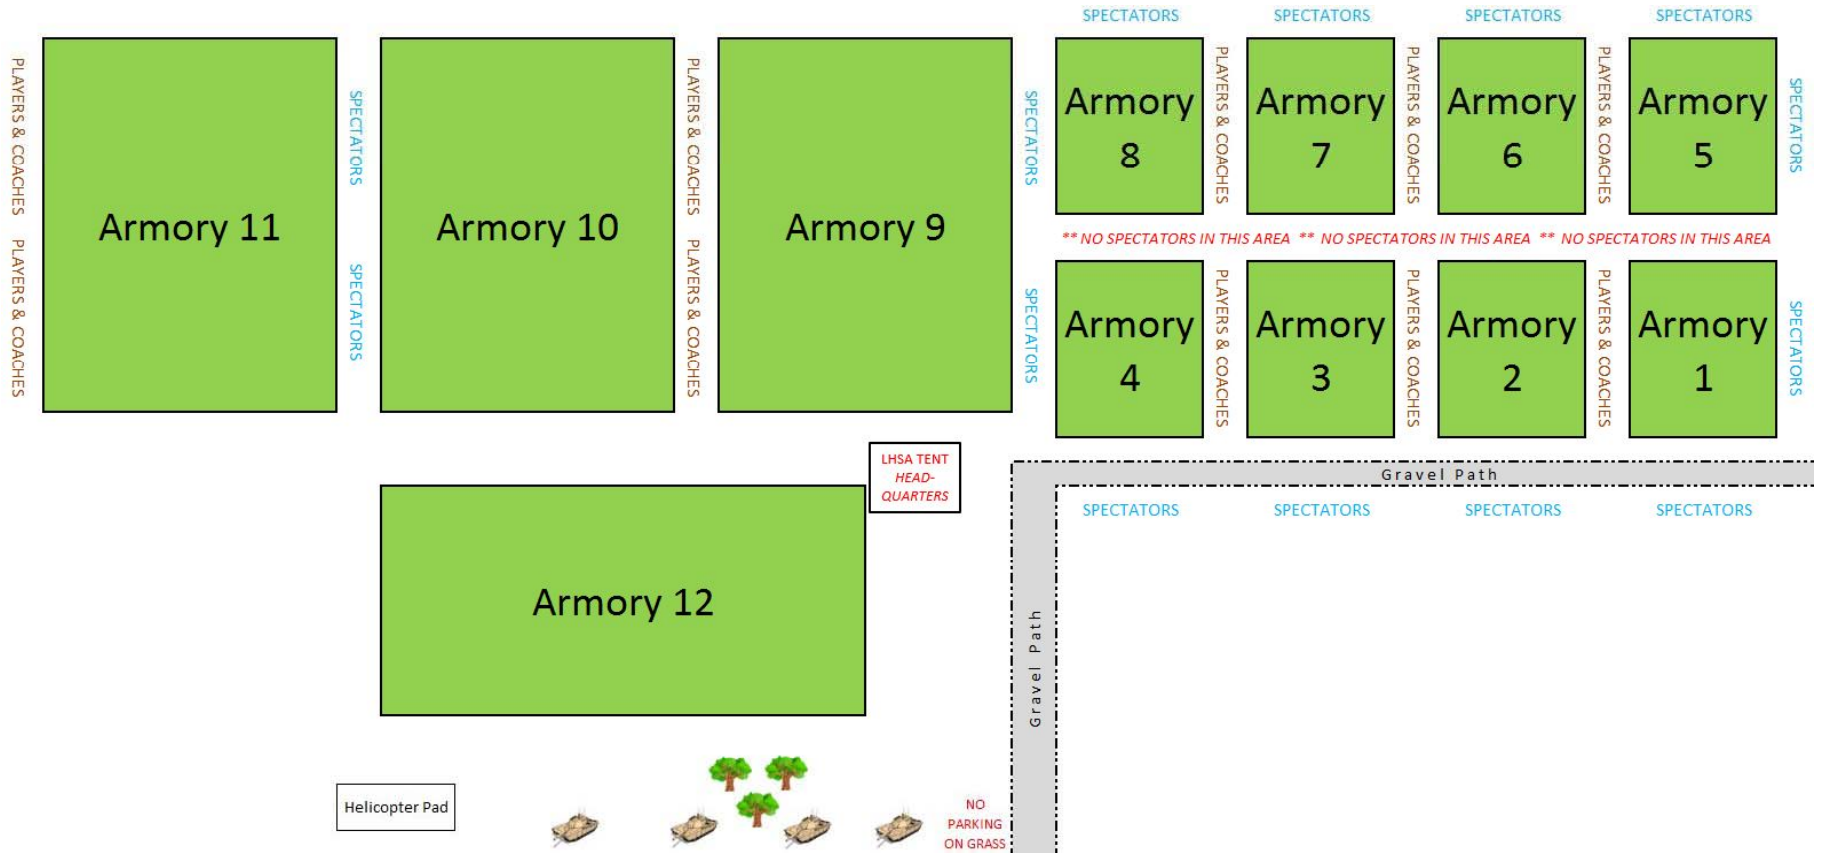 SPECTATORS SPECTATORS SPECTATORS SPECTATORS
PLAYERS & COACHES PLAYERS & COACHES
Armory 11
SPECTATORS SPECTATORS
Armory 10
PLAYERS & COACHES PLAYERS & COACHES
Armory 9
SPECTATORS SPECTATORS
Armory
8
PLAYERS & COACHES
Armory
7
PLAYERS & COACHES
Armory
6
PLAYERS & COACHES
Armory
5
SPECTATORS
** NO SPECTATORS IN THIS AREA ** NO SPECTATORS IN THIS AREA ** NO SPECTATORS IN THIS AREA
Armory
4
PLAYERS & COACHES
Armory
3
PLAYERS & COACHES
Armory
2
PLAYERS & COACHES
Armory
1
SPECTATORS
LHSA TENT
HEAD-
QUARTERS
Gravel Path
SPECTATORS SPECTATORS SPECTATORS SPECTATORS
Armory 12
Gravel Path
Helicopter Pad
NO
PARKING
ON GRASS